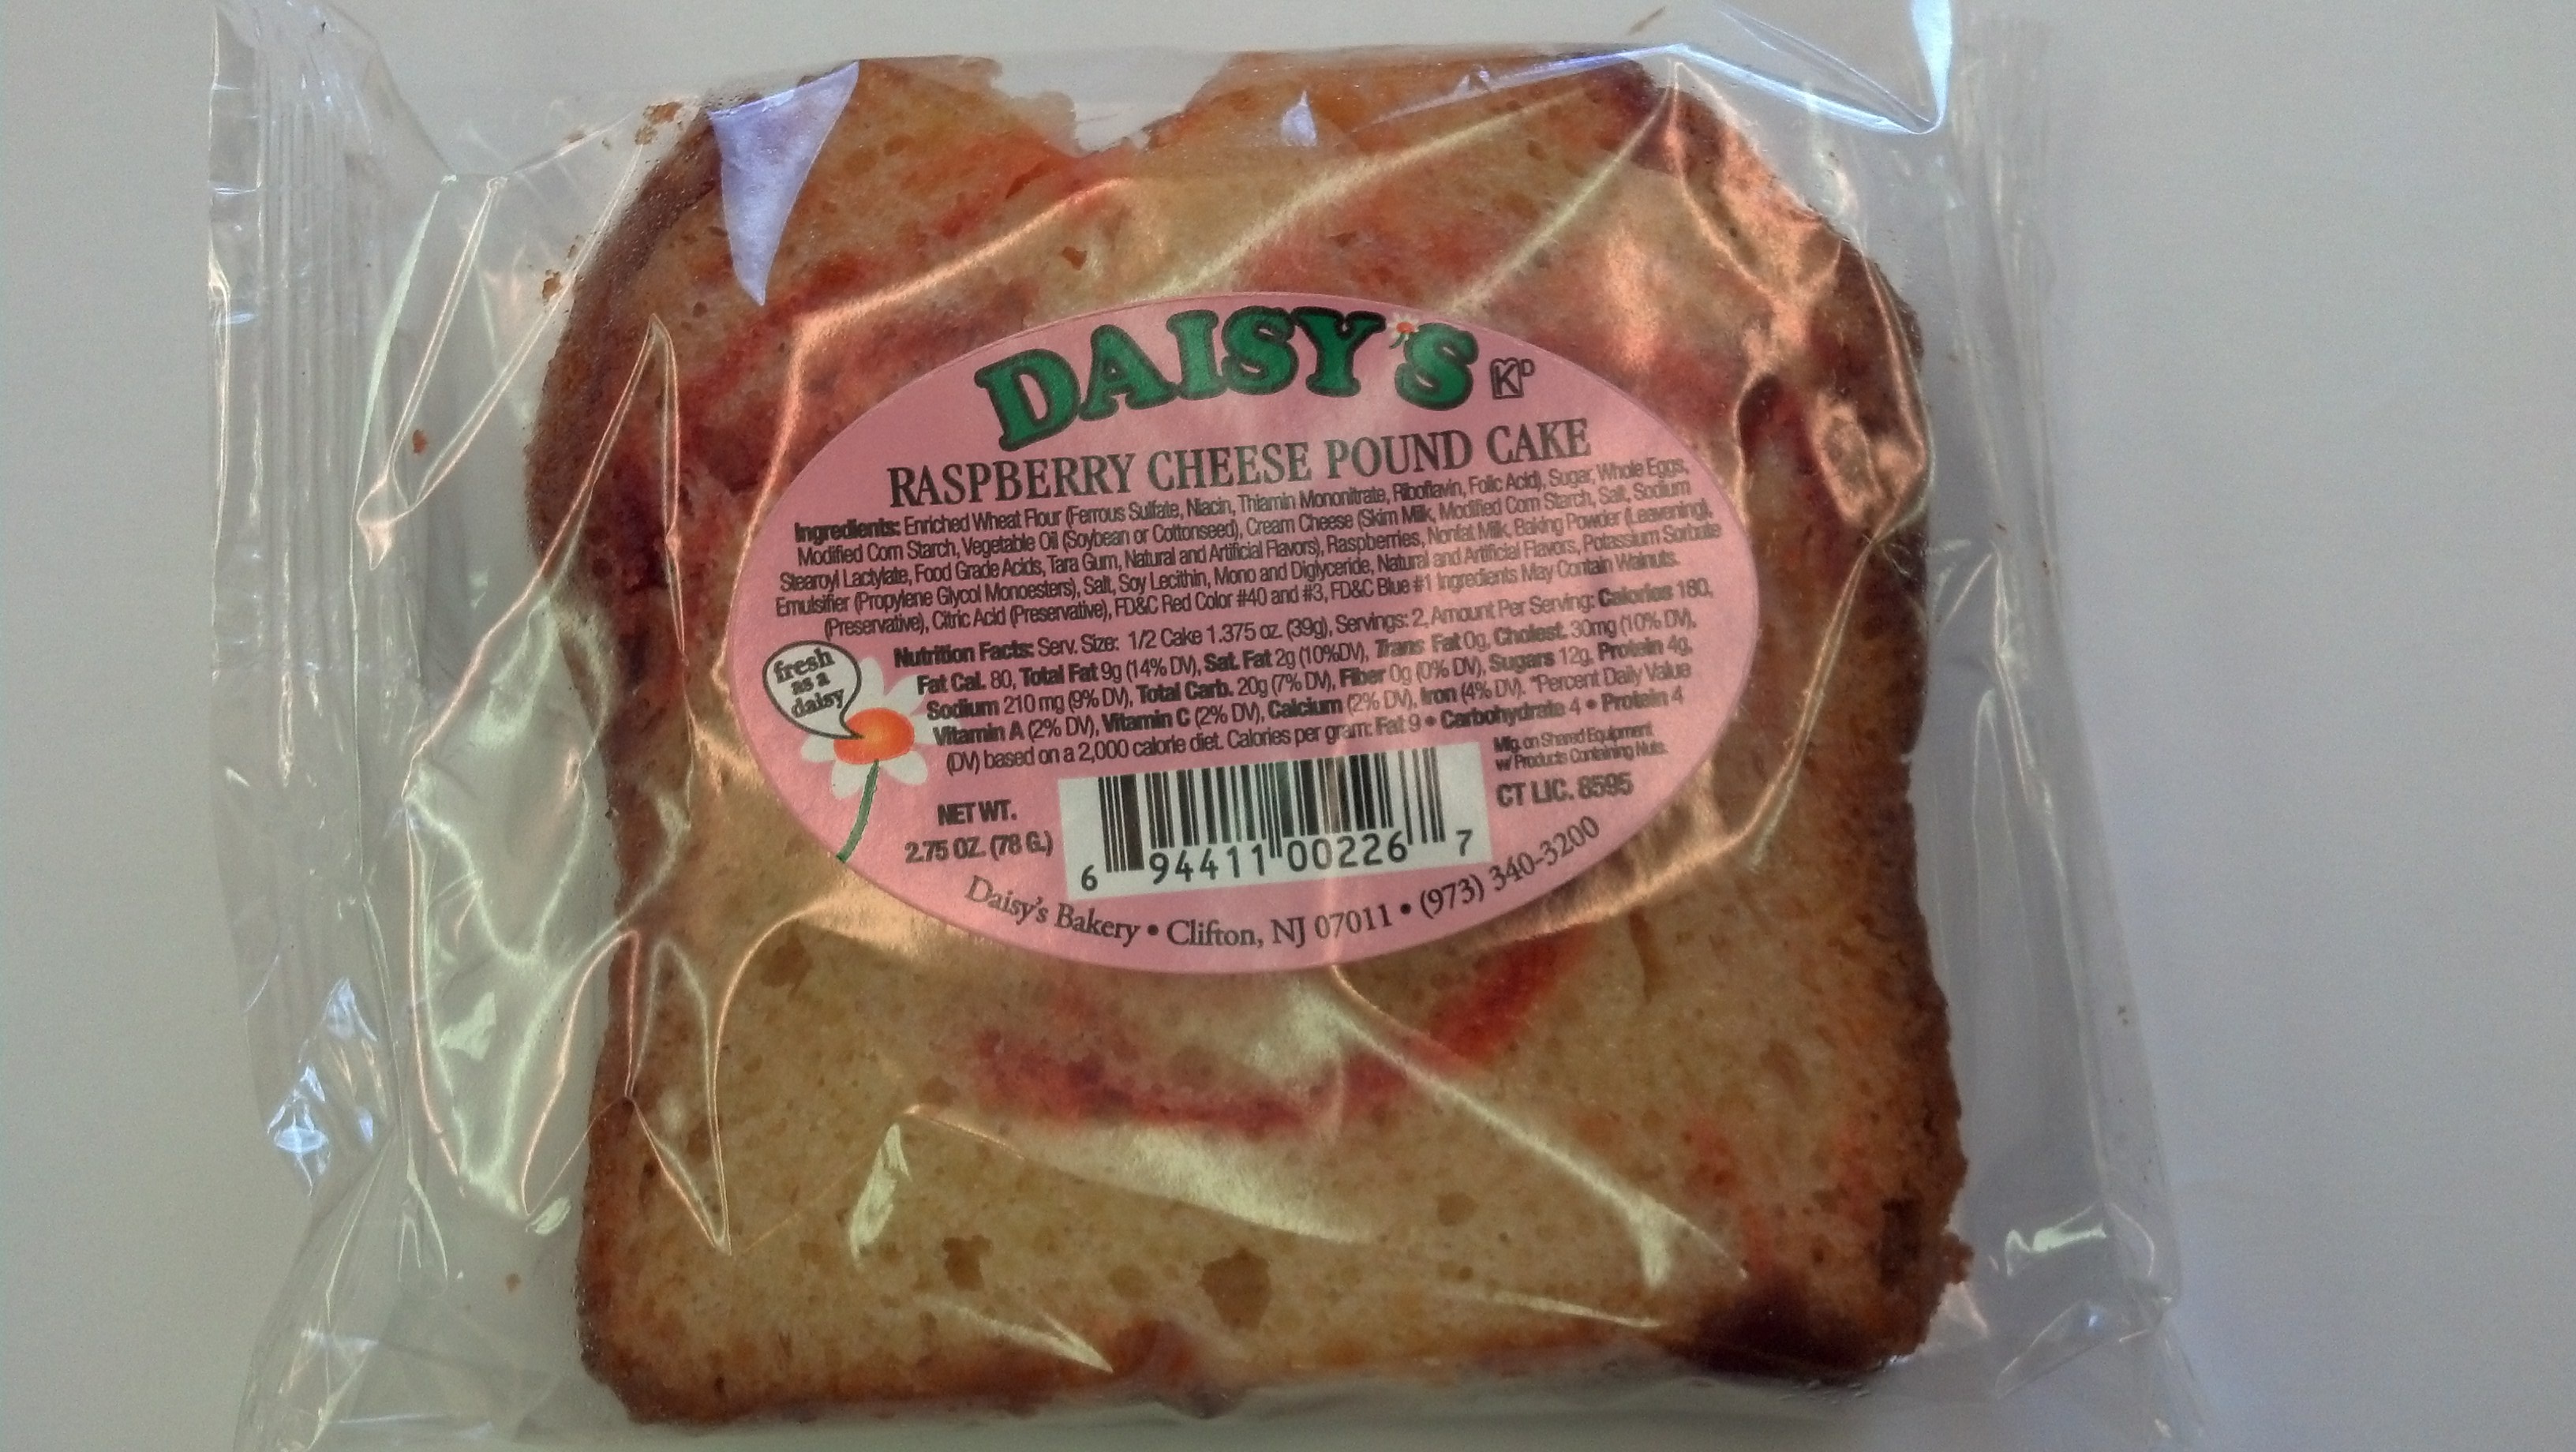 DAISY'S KD
RASPBERRY CHEESE POUND CAKE
Ingredients: Enriched Wheat Flour (Ferrous Sulfate, Niacin, Thiamin Mononitrate, Riboflavin, Folic Acid), Sugar, Whole Eggs,
Modified Corn Starch, Vegetable Oil (Soybean or Cottonseed), Cream Cheese (Skim Milk, Modified Corn Starch, Salt, Sodium
Stearoyl Lactylate, Food Grade Acids, Tara Gum, Natural and Artificial Flavors), Raspberries, Nonfat Milk, Baking Powder (Leavening),
Emulsifier (Propylene Glycol Monoesters), Salt, Soy Lecithin, Mono and Diglyceride, Natural and Artificial Flavors, Potassium Sorbate
(Preservative), Citric Acid (Preservative), FD&C Red Color #40 and #3, FD&C Blue #1 Ingredients May Contain Walnuts.
Nutrition Facts: Serv. Size: 1/2 Cake 1.375 oz. (39g), Servings: 2, Amount Per Serving: Calories 180,
Fat Cal. 80, Total Fat 9g (14% DV), Sat. Fat 2g (10%DV), Trans Fat 0g, Cholest. 30mg (10% DV),
Sodium 210 mg (9% DV), Total Carb. 20g (7% DV), Fiber 0g (0% DV), Sugars 12g, Protein 4g,
Vitamin A (2% DV), Vitamin C (2% DV), Calcium (2% DV), Iron (4% DV). *Percent Daily Value
(DV) based on a 2,000 calorie diet. Calories per gram: Fat 9 • Carbohydrate 4 • Protein 4
fresh
as a
daisy
Mfg. on Shared Equipment
w/ Products Containing Nuts.
CT LIC. 8595
NET WT.
2.75 OZ. (78 G.)
6 94411 00226 7
Daisy's Bakery • Clifton, NJ 07011 • (973) 340-3200